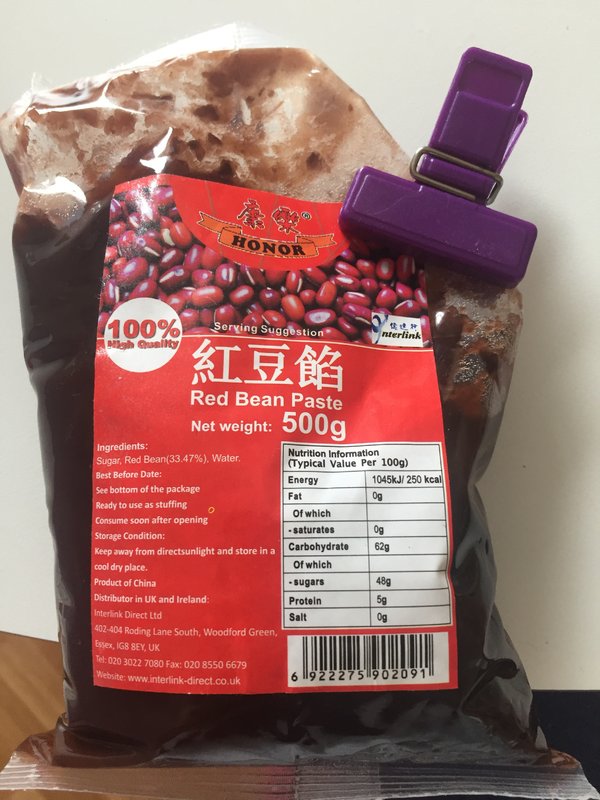 康樂®
HONOR
100%
High Quality
Serving Suggestion
儒達行
Interlink
紅豆餡
Red Bean Paste
Net weight: 500g
Ingredients:
Sugar, Red Bean(33.47%), Water.
Best Before Date:
See bottom of the package
Ready to use as stuffing
Consume soon after opening
Storage Condition:
Keep away from directsunlight and store in a
cool dry place.
Product of China
Distributor in UK and Ireland:
Interlink Direct Ltd
402-404 Roding Lane South, Woodford Green,
Essex, IG8 8EY, UK
Tel: 020 3022 7080 Fax: 020 8550 6679
Website: www.interlink-direct.co.uk
Nutrition Information
(Typical Value Per 100g)
Energy 1045kJ/ 250 kcal
Fat 0g
Of which
-saturates 0g
Carbohydrate 62g
Of which
-sugars 48g
Protein 5g
Salt 0g
6 922275 902091